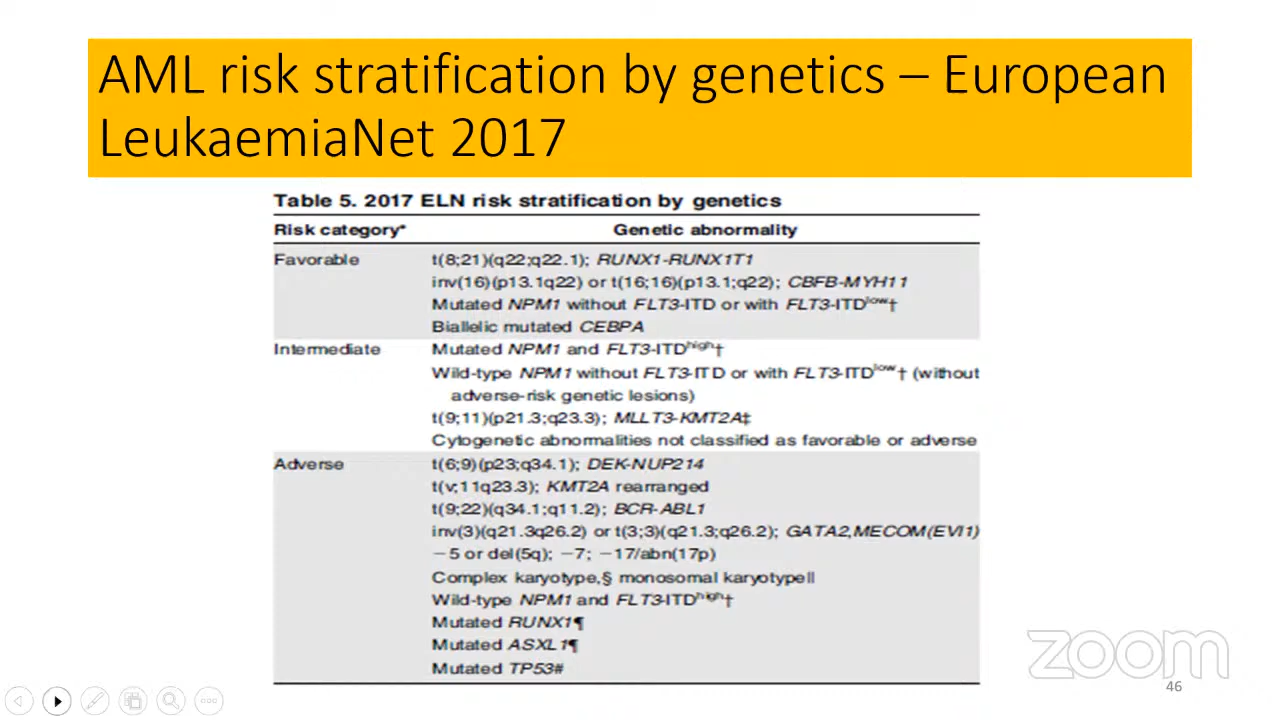 AML risk stratification by genetics – European
LeukaemiaNet 2017
Table 5. 2017 ELN risk stratification by genetics
Risk category* Genetic abnormality
Favorable t(8;21)(q22;q22.1); RUNX1-RUNX1T1
inv(16)(p13.1q22) or t(16;16)(p13.1;q22); CBFB-MYH11
Mutated NPM1 without FLT3-ITD or with FLT3-ITDlow†
Biallelic mutated CEBPA
Intermediate Mutated NPM1 and FLT3-ITDhigh†
Wild-type NPM1 without FLT3-ITD or with FLT3-ITDlow† (without
adverse-risk genetic lesions)
t(9;11)(p21.3;q23.3); MLLT3-KMT2A‡
Cytogenetic abnormalities not classified as favorable or adverse
Adverse t(6;9)(p23;q34.1); DEK-NUP214
t(v;11q23.3); KMT2A rearranged
t(9;22)(q34.1;q11.2); BCR-ABL1
inv(3)(q21.3q26.2) or t(3;3)(q21.3;q26.2); GATA2,MECOM(EVI1)
−5 or del(5q); −7; −17/abn(17p)
Complex karyotype,§ monosomal karyotype‖
Wild-type NPM1 and FLT3-ITDhigh†
Mutated RUNX1¶
Mutated ASXL1¶
Mutated TP53#
zoom
46